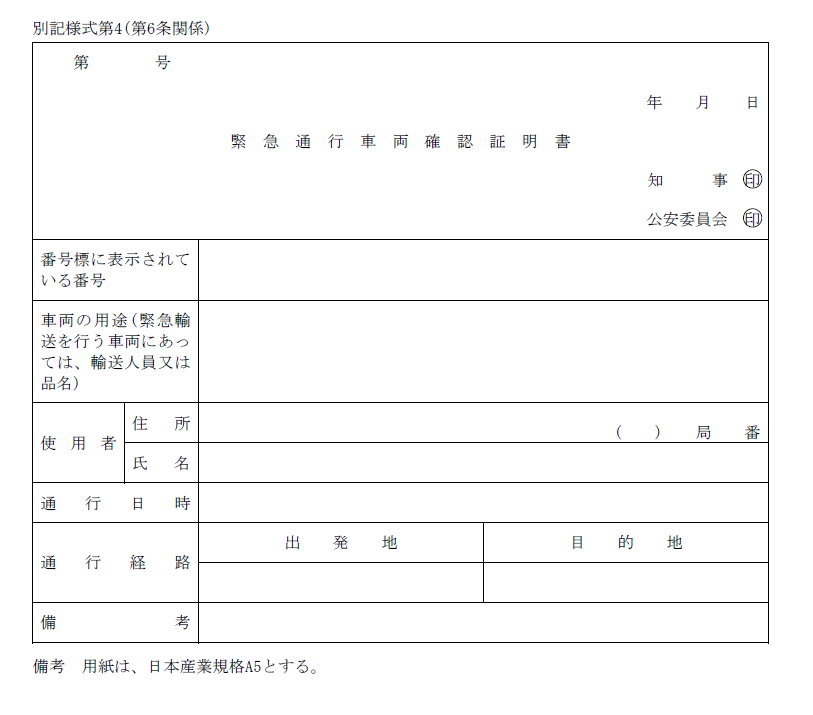 別記様式第4(第6条関係)
第　　　　号
年　　月　　日
緊急通行車両確認証明書
知　　　事　㊞
公安委員会　㊞
番号標に表示されて
いる番号
車両の用途(緊急輸
送を行う車両にあっ
ては、輸送人員又は
品名)
使　用　者
住　所
(　　)　局　　番
氏　名
通　行　日　時
通　行　経　路
出　発　地
目　的　地
備　　　　　考
備考　用紙は、日本産業規格A5とする。